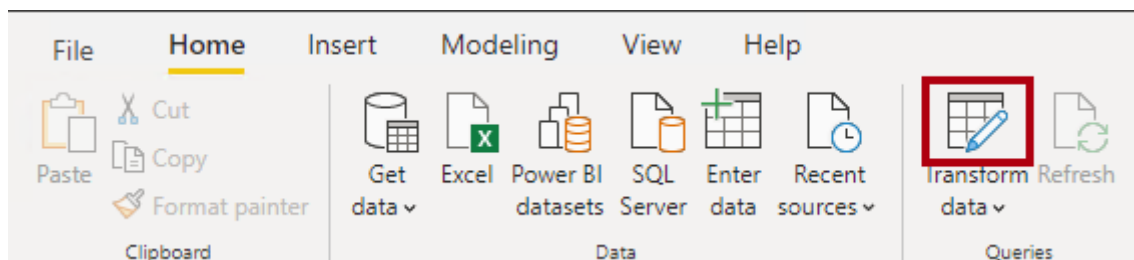 File Home Insert Modeling View Help
Cut
Copy
Paste
Format painter
Clipboard
Get data
Excel
Power BI datasets
SQL Server
Enter data
Recent sources
Data
Transform data
Refresh
Queries